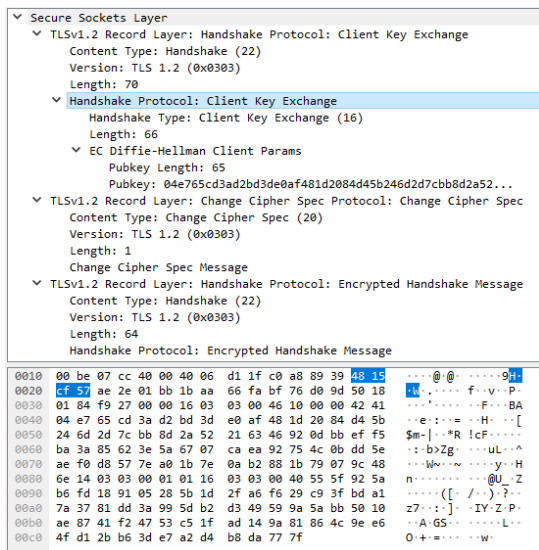 Secure Sockets Layer
TLSv1.2 Record Layer: Handshake Protocol: Client Key Exchange
Content Type: Handshake (22)
Version: TLS 1.2 (0x0303)
Length: 70
Handshake Protocol: Client Key Exchange
Handshake Type: Client Key Exchange (16)
Length: 66
EC Diffie-Hellman Client Params
Pubkey Length: 65
Pubkey: 04e765cd3ad2bd3de0af481d2084d45b246d2d7cbb8d2a52...
TLSv1.2 Record Layer: Change Cipher Spec Protocol: Change Cipher Spec
Content Type: Change Cipher Spec (20)
Version: TLS 1.2 (0x0303)
Length: 1
Change Cipher Spec Message
TLSv1.2 Record Layer: Handshake Protocol: Encrypted Handshake Message
Content Type: Handshake (22)
Version: TLS 1.2 (0x0303)
Length: 64
Handshake Protocol: Encrypted Handshake Message
0010 00 be 07 cc 40 00 40 06 d1 1f c0 a8 89 39 48 15 ····@·@· ·····9H·
0020 cf 57 ae 2e 01 bb 1b aa 66 fa bf 76 d0 9d 50 18 ·W·.···· f··v··P·
0030 01 84 f9 27 00 00 16 03 03 00 46 10 00 00 42 41 ···'···· ··F···BA
0040 04 e7 65 cd 3a d2 bd 3d e0 af 48 1d 20 84 d4 5b ··e·:··= ··H· ··[
0050 24 6d 2d 7c bb 8d 2a 52 21 63 46 92 0d bb ef f5 $m-|··*R !cF·····
0060 ba 3a 85 62 3e 5a 67 07 ca ea 92 75 4c 0b dd 5e ·:·b>Zg· ···uL··^
0070 ae f0 d8 57 7e a0 1b 7e 0a b2 88 1b 79 07 9c 48 ···W~··~ ····y··H
0080 6e 14 03 03 00 01 01 16 03 03 00 40 55 5f 92 5a n······· ···@U_·Z
0090 b6 fd 18 91 05 28 5b 1d 2f a6 f6 29 c9 3f bd a1 ·····([· /··)·?··
00a0 7a 37 81 dd 3a 99 5d b2 d3 49 59 9a 5a bb 50 10 z7··:·]· ·IY·Z·P·
00b0 ae 87 41 f2 47 53 c5 1f ad 14 9a 81 86 4c 9e e6 ··A·GS·· ·····L··
00c0 4f d1 2b b6 3d e7 a2 d4 b8 da 77 7f O·+·=··· ··w·